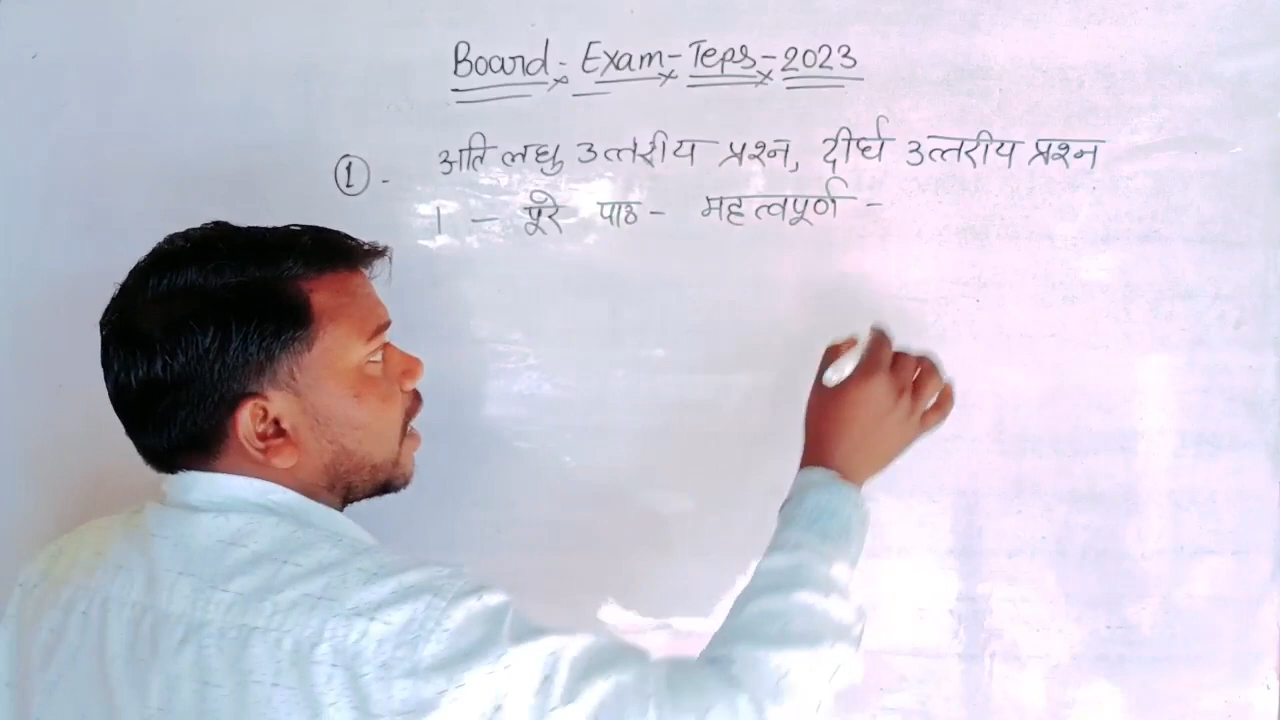 Board - Exam - Teps - 2023
① - अति लघु उत्तरीय प्रश्न, दीर्घ उत्तरीय प्रश्न
1 - पूरे पाठ - महत्वपूर्ण -